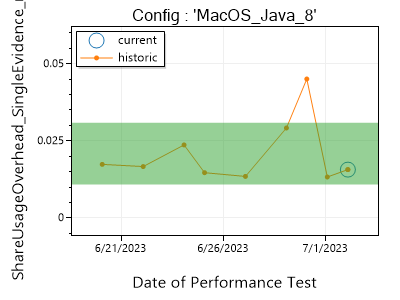 Config : 'MacOS_Java_8'
current
historic
ShareUsageOverhead_SingleEvidence_
0.05
0.025
0
6/21/2023
6/26/2023
7/1/2023
Date of Performance Test